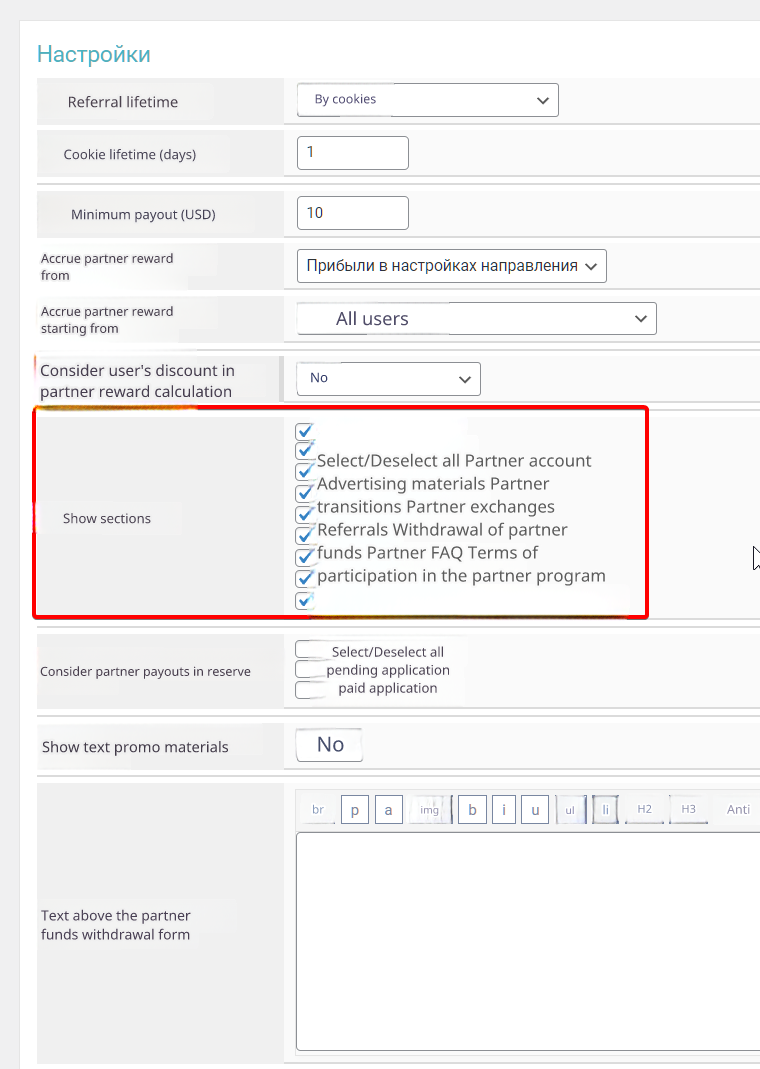 Настройки
Referral lifetime
By cookies
Cookie lifetime (days)
1
Minimum payout (USD)
10
Accrue partner reward
from
Прибыли в настройках направления
Accrue partner reward
starting from
All users
Consider user's discount in
partner reward calculation
No
Show sections
Select/Deselect all Partner account
Advertising materials Partner
transitions Partner exchanges
Referrals Withdrawal of partner
funds Partner FAQ Terms of
participation in the partner program
Consider partner payouts in reserve
Select/Deselect all
pending application
paid application
Show text promo materials
No
Text above the partner
funds withdrawal form
br p a img b i u ul li H2 H3 Anti